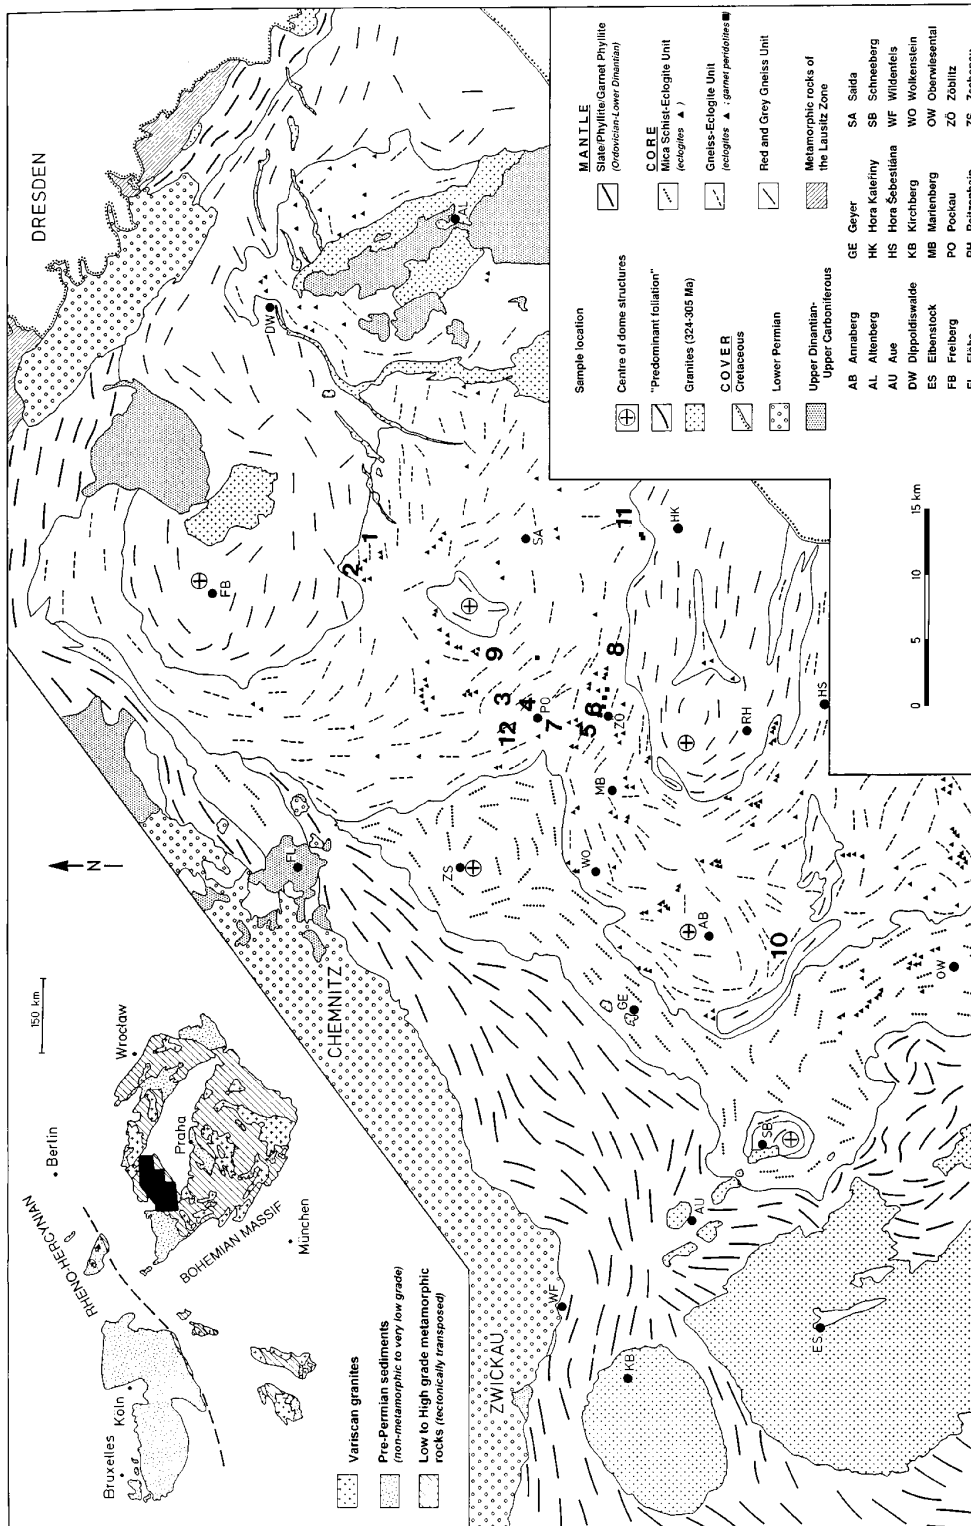 DRESDEN
CHEMNITZ
ZWICKAU
N
150 km
Berlin
Wrocław
Praha
München
Köln
Bruxelles
RHENO-HERCYNIAN
BOHEMIAN MASSIF
Variscan granites
Pre-Permian sediments
(non-metamorphic to very low grade)
Low to High grade metamorphic
rocks (tectonically transposed)
FB
DW
AL
SA
HK
PO
ZÖ
MB
RH
HS
ZS
WO
AB
GE
FL
OW
SB
AU
WF
KB
ES
1
2
3
4
5
6
7
8
9
10
11
12
0 5 10 15 km
Sample location
Centre of dome structures
"Predominant foliation"
Granites (324-305 Ma)
COVER
Cretaceous
Lower Permian
Upper Dinantian-
Upper Carboniferous
MANTLE
Slate/Phyllite/Garnet Phyllite
(Ordovician-Lower Dinantian)
CORE
Mica Schist-Eclogite Unit
(eclogites ▲ )
Gneiss-Eclogite Unit
(eclogites ▲ ; garnet peridotites ■)
Red and Grey Gneiss Unit
Metamorphic rocks of
the Lausitz Zone
AB Annaberg GE Geyer SA Saida
AL Altenberg HK Hora Kateřiny SB Schneeberg
AU Aue HS Hora Šebestiána WF Wildenfels
DW Dippoldiswalde KB Kirchberg WO Wolkenstein
ES Eibenstock MB Marienberg OW Oberwiesental
FB Freiberg PO Pockau ZÖ Zöblitz